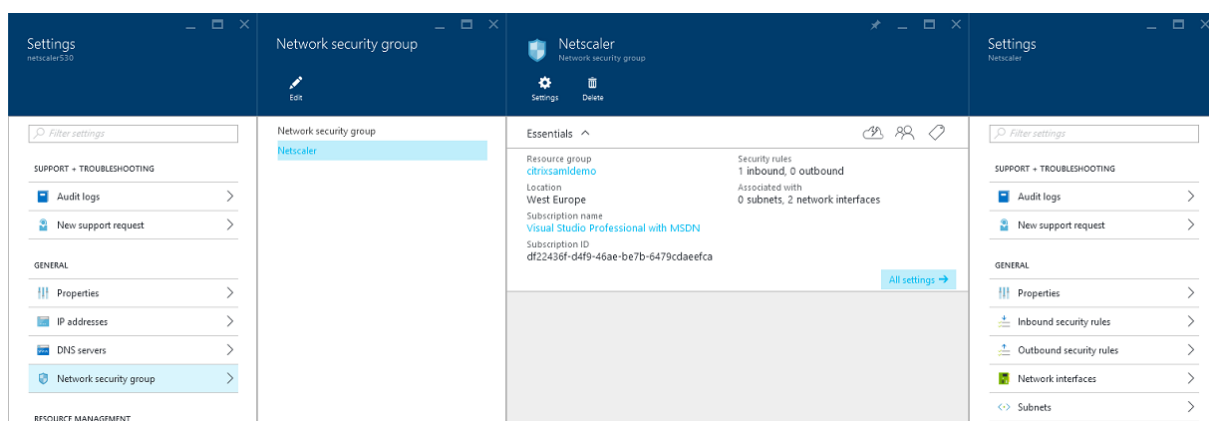 Settings
netscaler530
Filter settings
SUPPORT + TROUBLESHOOTING
Audit logs
New support request
GENERAL
Properties
IP addresses
DNS servers
Network security group
RESOURCE MANAGEMENT
Network security group
Edit
Network security group
Netscaler
Netscaler
Network security group
Settings
Delete
Essentials
Resource group
citrixsamldemo
Location
West Europe
Subscription name
Visual Studio Professional with MSDN
Subscription ID
df22436f-d4f9-46ae-be7b-6479cdaeefca
Security rules
1 inbound, 0 outbound
Associated with
0 subnets, 2 network interfaces
All settings →
Settings
Netscaler
Filter settings
SUPPORT + TROUBLESHOOTING
Audit logs
New support request
GENERAL
Properties
Inbound security rules
Outbound security rules
Network interfaces
Subnets